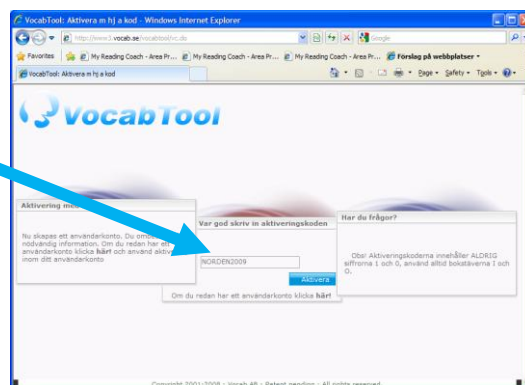 VocabTool: Aktivera m hj a kod - Windows Internet Explorer
http://www.1.vocab.se/vocabtool/vc.do
Google
Favorites
My Reading Coach - Area Pr...
My Reading Coach - Area Pr...
My Reading Coach - Area Pr...
Förslag på webbplatser
VocabTool: Aktivera m hj a kod
Page
Safety
Tools
VocabTool
Aktivering med
Nu skapas ett användarkonto. Du
nödvändig information. Om du redan har ett
användarkonto klicka här! och använd
inom ditt användarkonto
Var god skriv in aktiveringskoden
NORDEN2009
Aktivera
Om du redan har ett användarkonto klicka här!
Har du frågor?
Obs! Aktiveringskoderna innehåller ALDRIG
siffrorna 1 och 0, använd alltid bokstäverna I och
O.
Copyright 2001-2008 - Vocab AB - Patent pending - All rights reserved